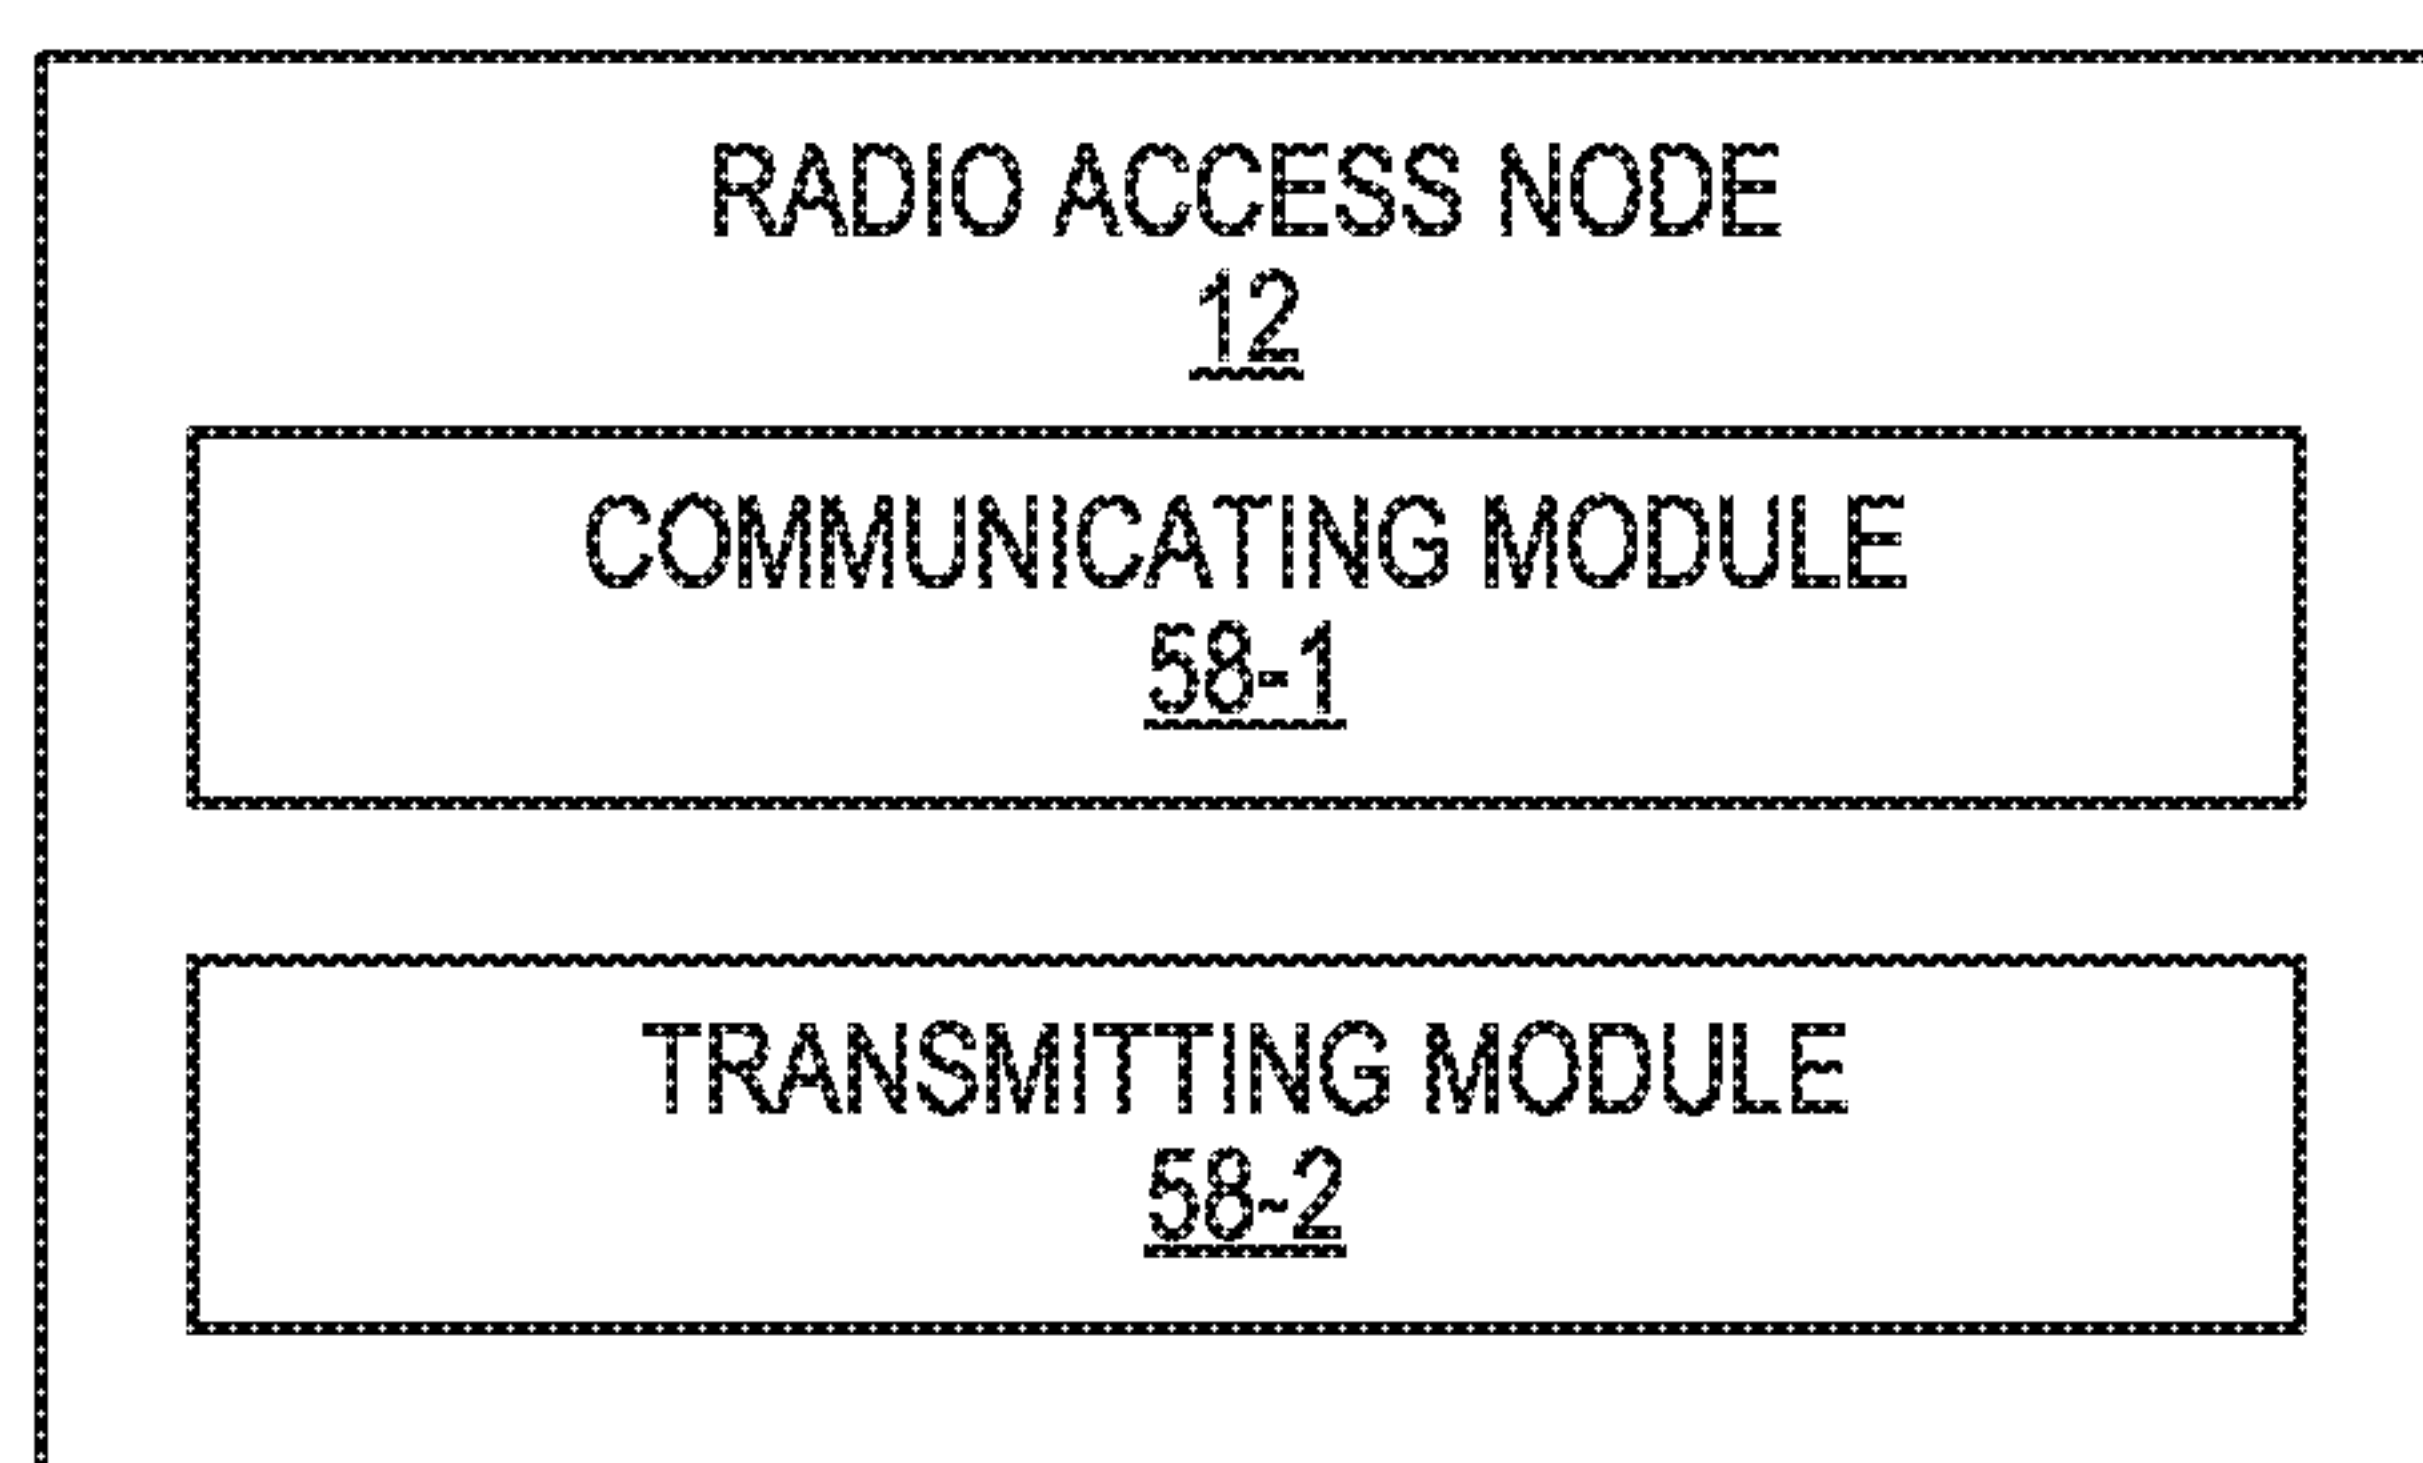 RADIO ACCESS NODE
12
COMMUNICATING MODULE
58-1
TRANSMITTING MODULE
58-2